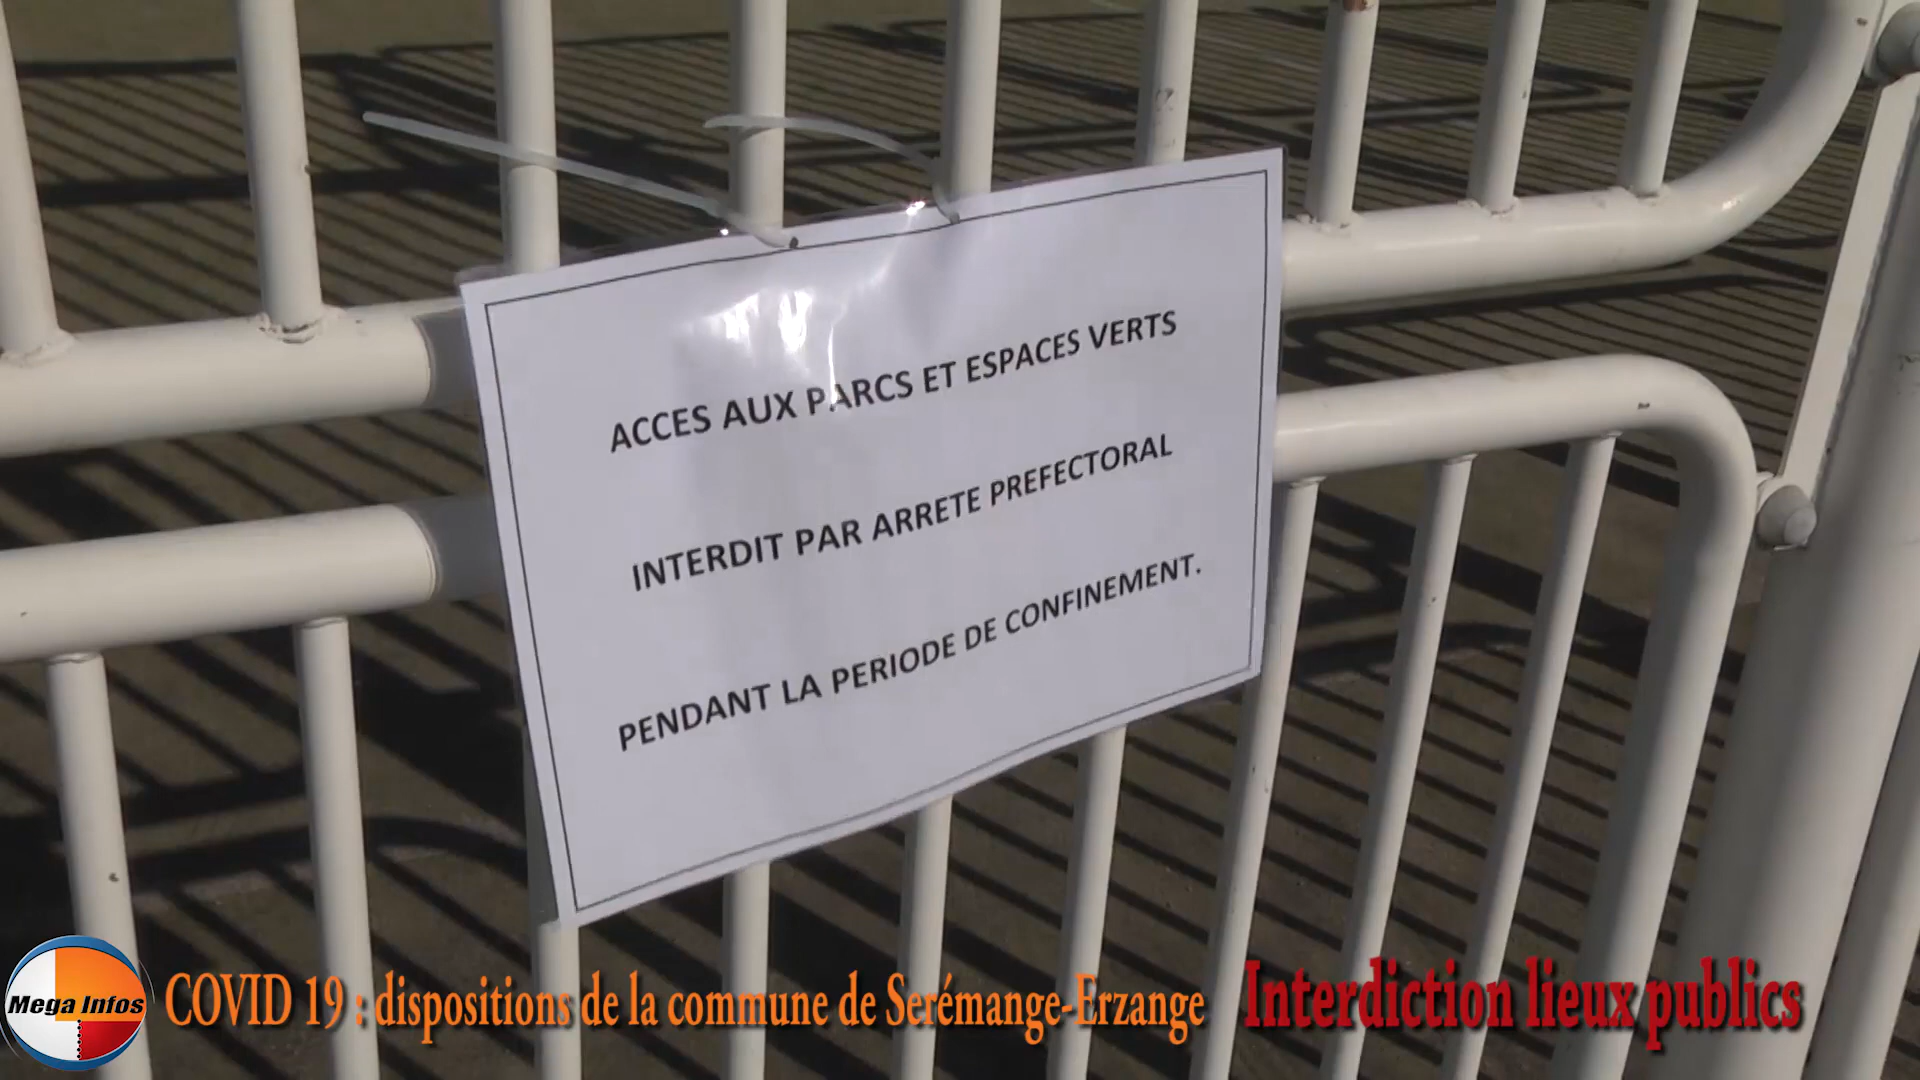 ACCES AUX PARCS ET ESPACES VERTS
INTERDIT PAR ARRETE PREFECTORAL
PENDANT LA PERIODE DE CONFINEMENT.
Mega Infos
COVID 19 : dispositions de la commune de Serémange-Erzange
Interdiction lieux publics